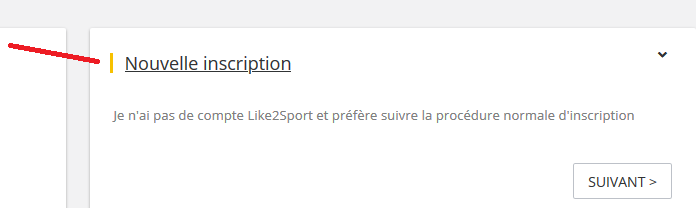 Nouvelle inscription
Je n'ai pas de compte Like2Sport et préfère suivre la procédure normale d'inscription
SUIVANT >